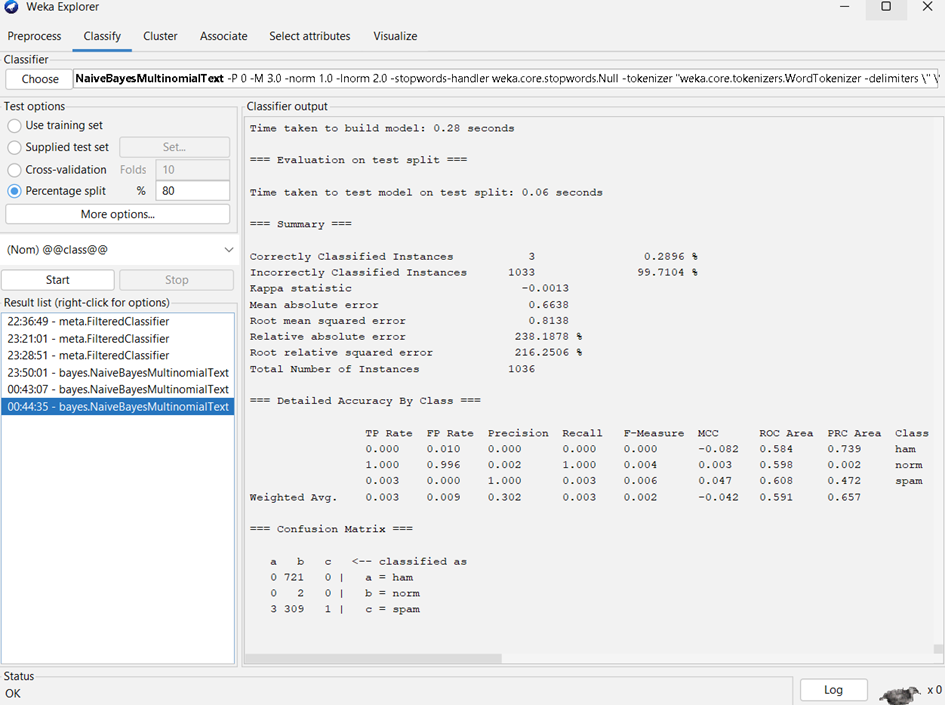 Weka Explorer
Preprocess Classify Cluster Associate Select attributes Visualize
Classifier
Choose NaiveBayesMultinomialText -P 0 -M 3.0 -norm 1.0 -lnorm 2.0 -stopwords-handler weka.core.stopwords.Null -tokenizer "weka.core.tokenizers.WordTokenizer -delimiters \" \'
Test options
Use training set
Supplied test set Set...
Cross-validation Folds 10
Percentage split % 80
More options...
(Nom) @@class@@
Start Stop
Result list (right-click for options)
22:36:49 - meta.FilteredClassifier
23:21:01 - meta.FilteredClassifier
23:28:51 - meta.FilteredClassifier
23:50:01 - bayes.NaiveBayesMultinomialText
00:43:07 - bayes.NaiveBayesMultinomialText
00:44:35 - bayes.NaiveBayesMultinomialText
Classifier output
Time taken to build model: 0.28 seconds
=== Evaluation on test split ===
Time taken to test model on test split: 0.06 seconds
=== Summary ===
Correctly Classified Instances 3 0.2896 %
Incorrectly Classified Instances 1033 99.7104 %
Kappa statistic -0.0013
Mean absolute error 0.6638
Root mean squared error 0.8138
Relative absolute error 238.1878 %
Root relative squared error 216.2506 %
Total Number of Instances 1036
=== Detailed Accuracy By Class ===
TP Rate FP Rate Precision Recall F-Measure MCC ROC Area PRC Area Class
0.000 0.010 0.000 0.000 0.000 -0.082 0.584 0.739 ham
1.000 0.996 0.002 1.000 0.004 0.003 0.598 0.002 norm
0.003 0.000 1.000 0.003 0.006 0.047 0.608 0.472 spam
Weighted Avg. 0.003 0.009 0.302 0.003 0.002 -0.042 0.591 0.657
=== Confusion Matrix ===
a b c <-- classified as
0 721 0 | a = ham
0 2 0 | b = norm
3 309 1 | c = spam
Status
OK
Log x 0